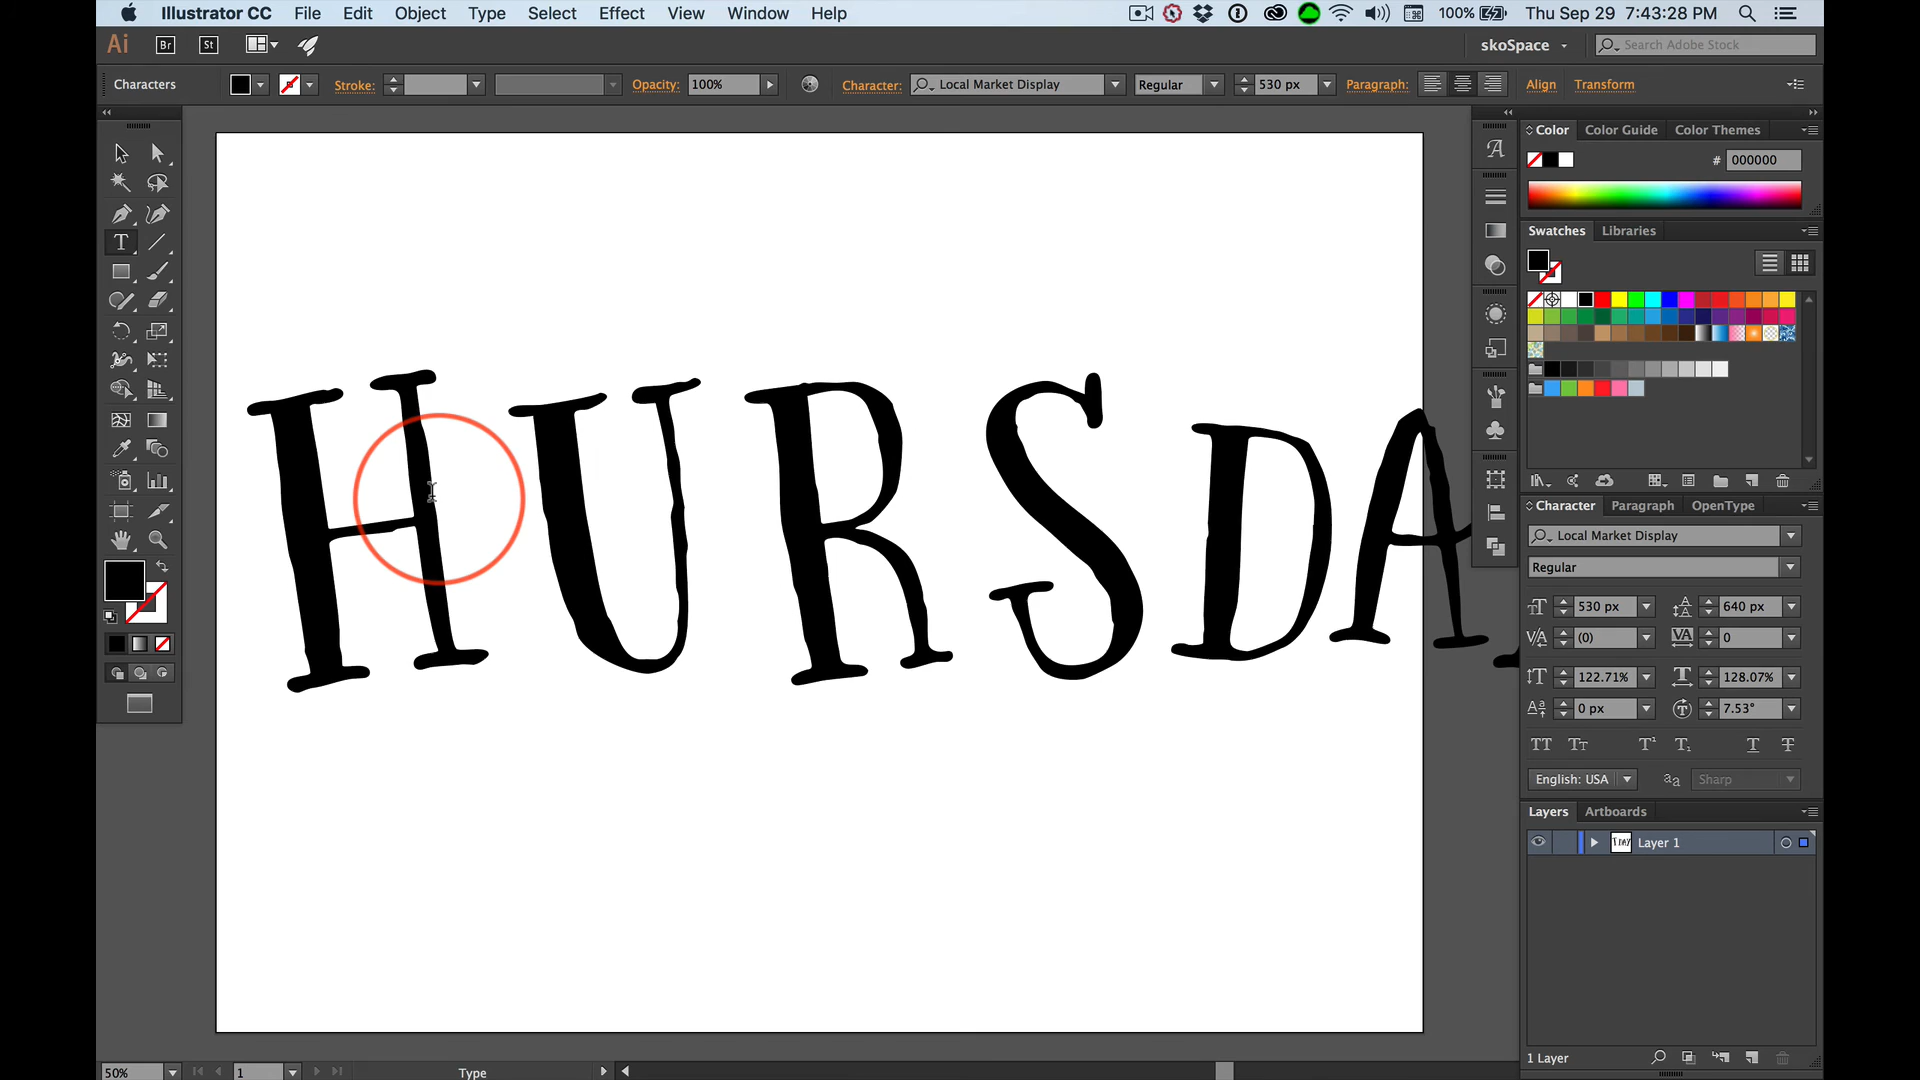 Illustrator CC File Edit Object Type Select Effect View Window Help 100% Thu Sep 29 7:43:28 PM
Ai Br St skoSpace Search Adobe Stock
Characters Stroke: Opacity: 100% Character: Local Market Display Regular 530 px Paragraph: Align Transform
Color Color Guide Color Themes
# 000000
Swatches Libraries
HURSDA
Character Paragraph OpenType
Local Market Display
Regular
530 px 640 px
(0) 0
122.71% 128.07%
0 px 7.53°
English: USA Sharp
Layers Artboards
Layer 1
1 Layer
50% 1 Type